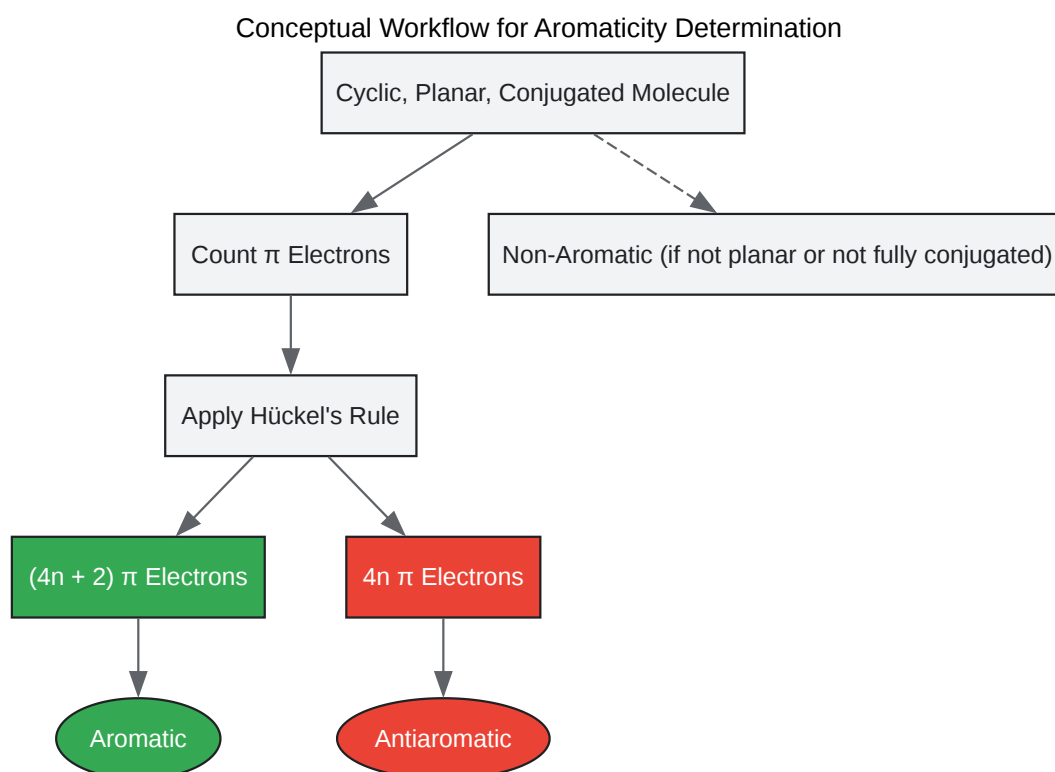 Conceptual Workflow for Aromaticity Determination
Cyclic, Planar, Conjugated Molecule
Count π Electrons
Non-Aromatic (if not planar or not fully conjugated)
Apply Hückel's Rule
(4n + 2) π Electrons
4n π Electrons
Aromatic
Antiaromatic